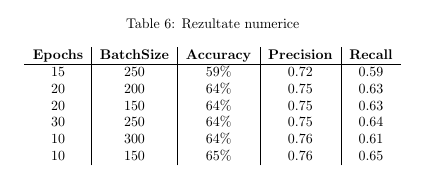 Table 6: Rezultate numerice
Epochs BatchSize Accuracy Precision Recall
15 250 59% 0.72 0.59
20 200 64% 0.75 0.63
20 150 64% 0.75 0.63
30 250 64% 0.75 0.64
10 300 64% 0.76 0.61
10 150 65% 0.76 0.65